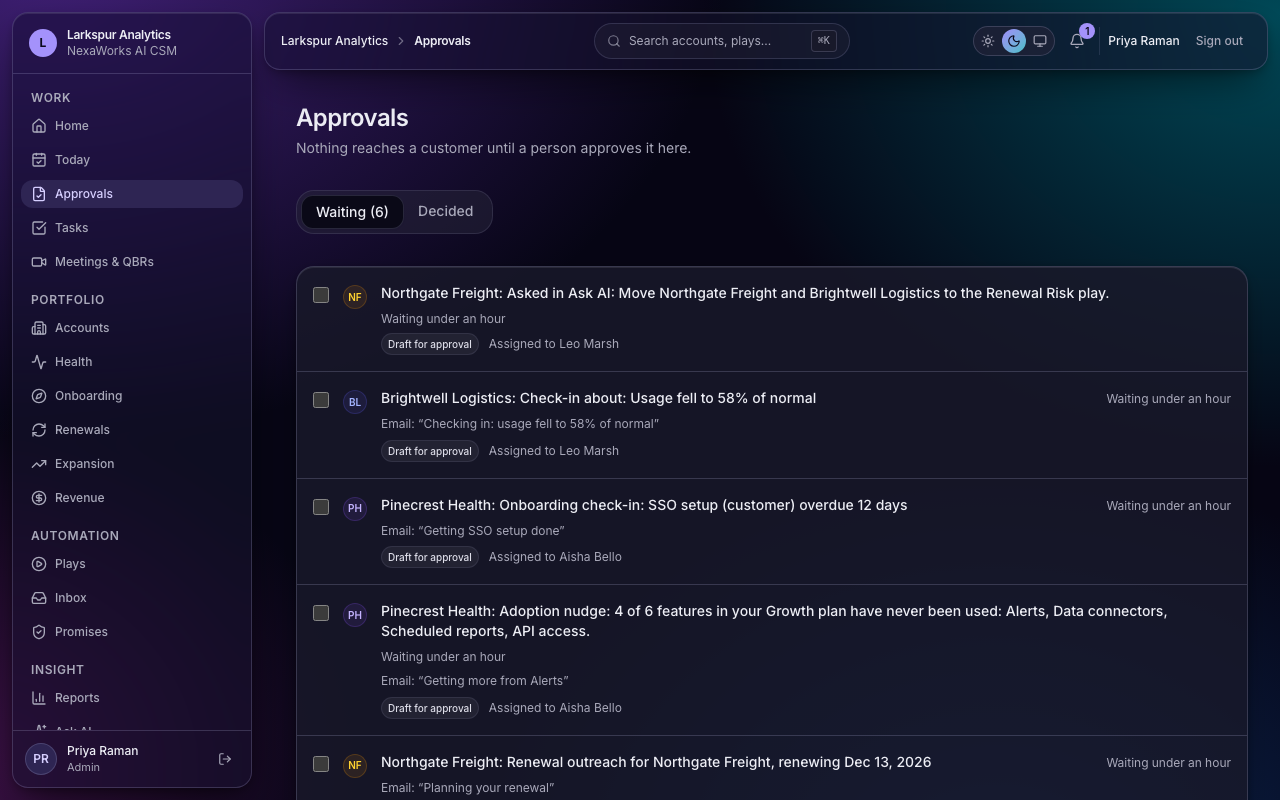 L
Larkspur Analytics
NexaWorks AI CSM
WORK
Home
Today
Approvals
Tasks
Meetings & QBRs
PORTFOLIO
Accounts
Health
Onboarding
Renewals
Expansion
Revenue
AUTOMATION
Plays
Inbox
Promises
INSIGHT
Reports
Ask AI
PR
Priya Raman
Admin
Larkspur Analytics > Approvals
Search accounts, plays... ⌘K
1
Priya Raman
Sign out
Approvals
Nothing reaches a customer until a person approves it here.
Waiting (6) Decided
NF
Northgate Freight: Asked in Ask AI: Move Northgate Freight and Brightwell Logistics to the Renewal Risk play.
Waiting under an hour
Draft for approval Assigned to Leo Marsh
BL
Brightwell Logistics: Check-in about: Usage fell to 58% of normal
Waiting under an hour
Email: “Checking in: usage fell to 58% of normal”
Draft for approval Assigned to Leo Marsh
PH
Pinecrest Health: Onboarding check-in: SSO setup (customer) overdue 12 days
Waiting under an hour
Email: “Getting SSO setup done”
Draft for approval Assigned to Aisha Bello
PH
Pinecrest Health: Adoption nudge: 4 of 6 features in your Growth plan have never been used: Alerts, Data connectors,
Scheduled reports, API access.
Waiting under an hour
Email: “Getting more from Alerts”
Draft for approval Assigned to Aisha Bello
NF
Northgate Freight: Renewal outreach for Northgate Freight, renewing Dec 13, 2026
Waiting under an hour
Email: “Planning your renewal”